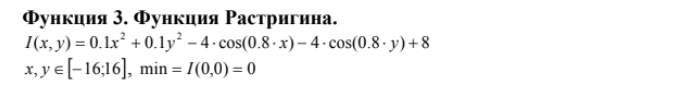 Функция 3. Функция Растригина.
I(x, y) = 0.1x² + 0.1y² − 4 · cos(0.8 · x) − 4 · cos(0.8 · y) + 8
x, y ∈ [−16;16], min = I(0,0) = 0